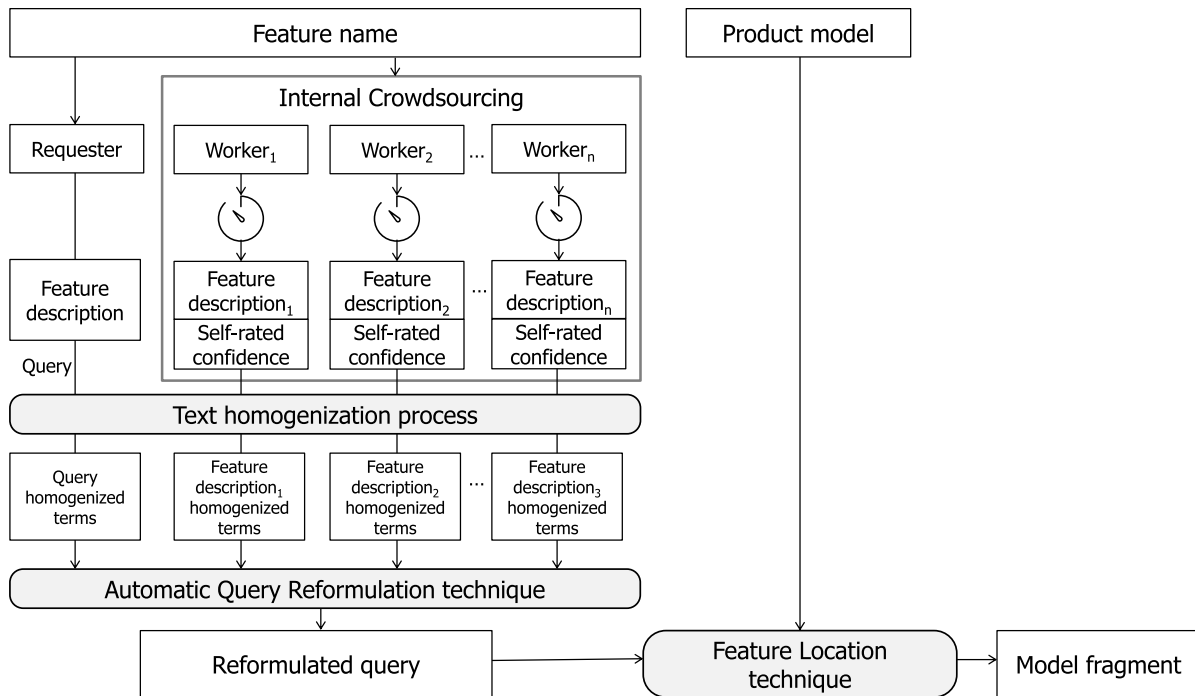 Feature name
Product model
Internal Crowdsourcing
Requester
Worker₁
Worker₂
...
Workerₙ
Feature
description
Feature
description₁
Feature
description₂
...
Feature
descriptionₙ
Self-rated
confidence
Self-rated
confidence
Self-rated
confidence
Query
Text homogenization process
Query
homogenized
terms
Feature
description₁
homogenized
terms
Feature
description₂
homogenized
terms
...
Feature
description₃
homogenized
terms
Automatic Query Reformulation technique
Reformulated query
Feature Location
technique
Model fragment